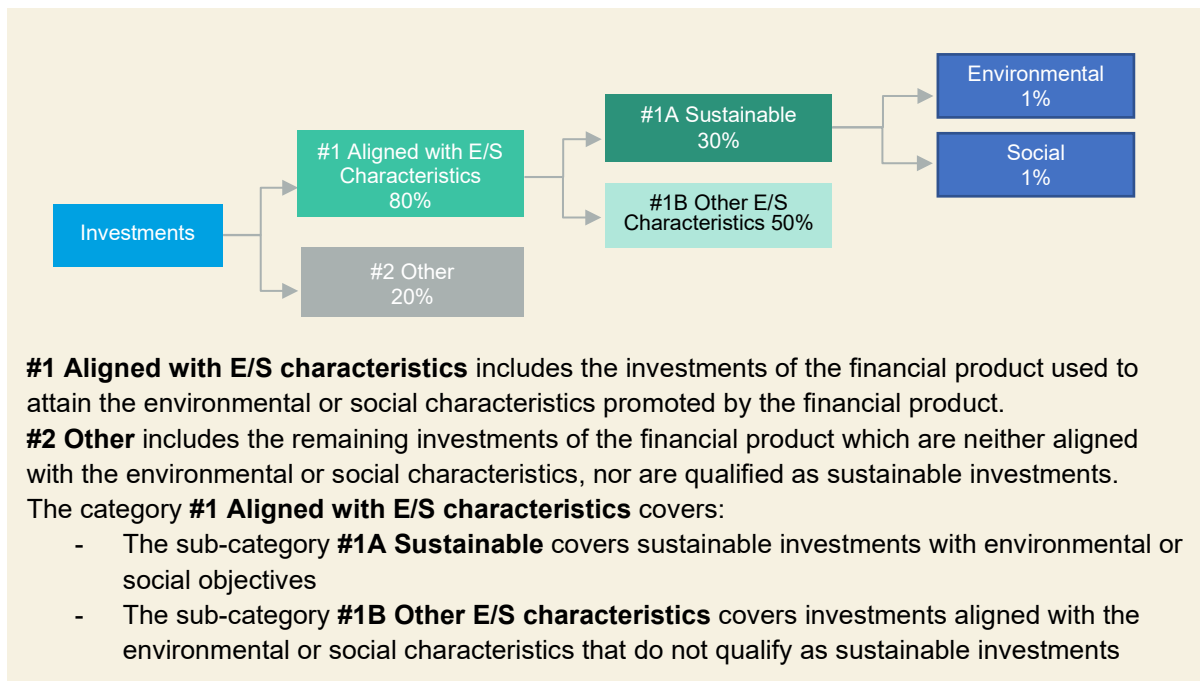 Investments
#1 Aligned with E/S
Characteristics
80%
#2 Other
20%
#1A Sustainable
30%
#1B Other E/S
Characteristics 50%
Environmental
1%
Social
1%
#1 Aligned with E/S characteristics includes the investments of the financial product used to
attain the environmental or social characteristics promoted by the financial product.
#2 Other includes the remaining investments of the financial product which are neither aligned
with the environmental or social characteristics, nor are qualified as sustainable investments.
The category #1 Aligned with E/S characteristics covers:
- The sub-category #1A Sustainable covers sustainable investments with environmental or
social objectives
- The sub-category #1B Other E/S characteristics covers investments aligned with the
environmental or social characteristics that do not qualify as sustainable investments